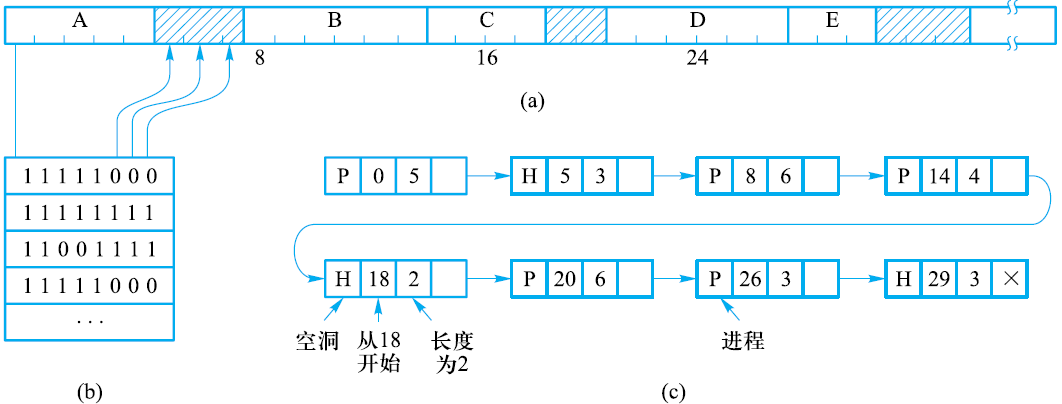 A B C D E
8 16 24
(a)
1 1 1 1 1 0 0 0
1 1 1 1 1 1 1 1
1 1 0 0 1 1 1 1
1 1 1 1 1 0 0 0
···
(b)
P 0 5
H 5 3
P 8 6
P 14 4
H 18 2
P 20 6
P 26 3
H 29 3 ×
空洞
从18
开始
长度
为2
进程
(c)